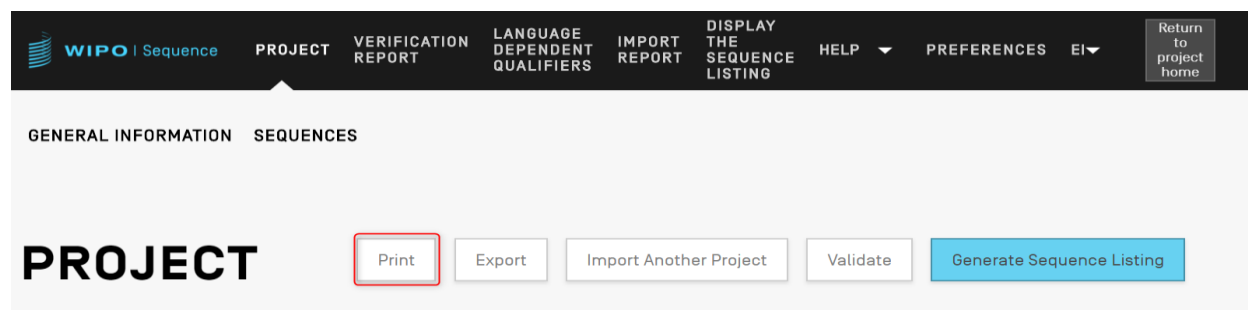 WIPO | Sequence
PROJECT
VERIFICATION
REPORT
LANGUAGE
DEPENDENT
QUALIFIERS
IMPORT
REPORT
DISPLAY
THE
SEQUENCE
LISTING
HELP
PREFERENCES
EI
Return
to
project
home
GENERAL INFORMATION SEQUENCES
PROJECT
Print
Export
Import Another Project
Validate
Generate Sequence Listing